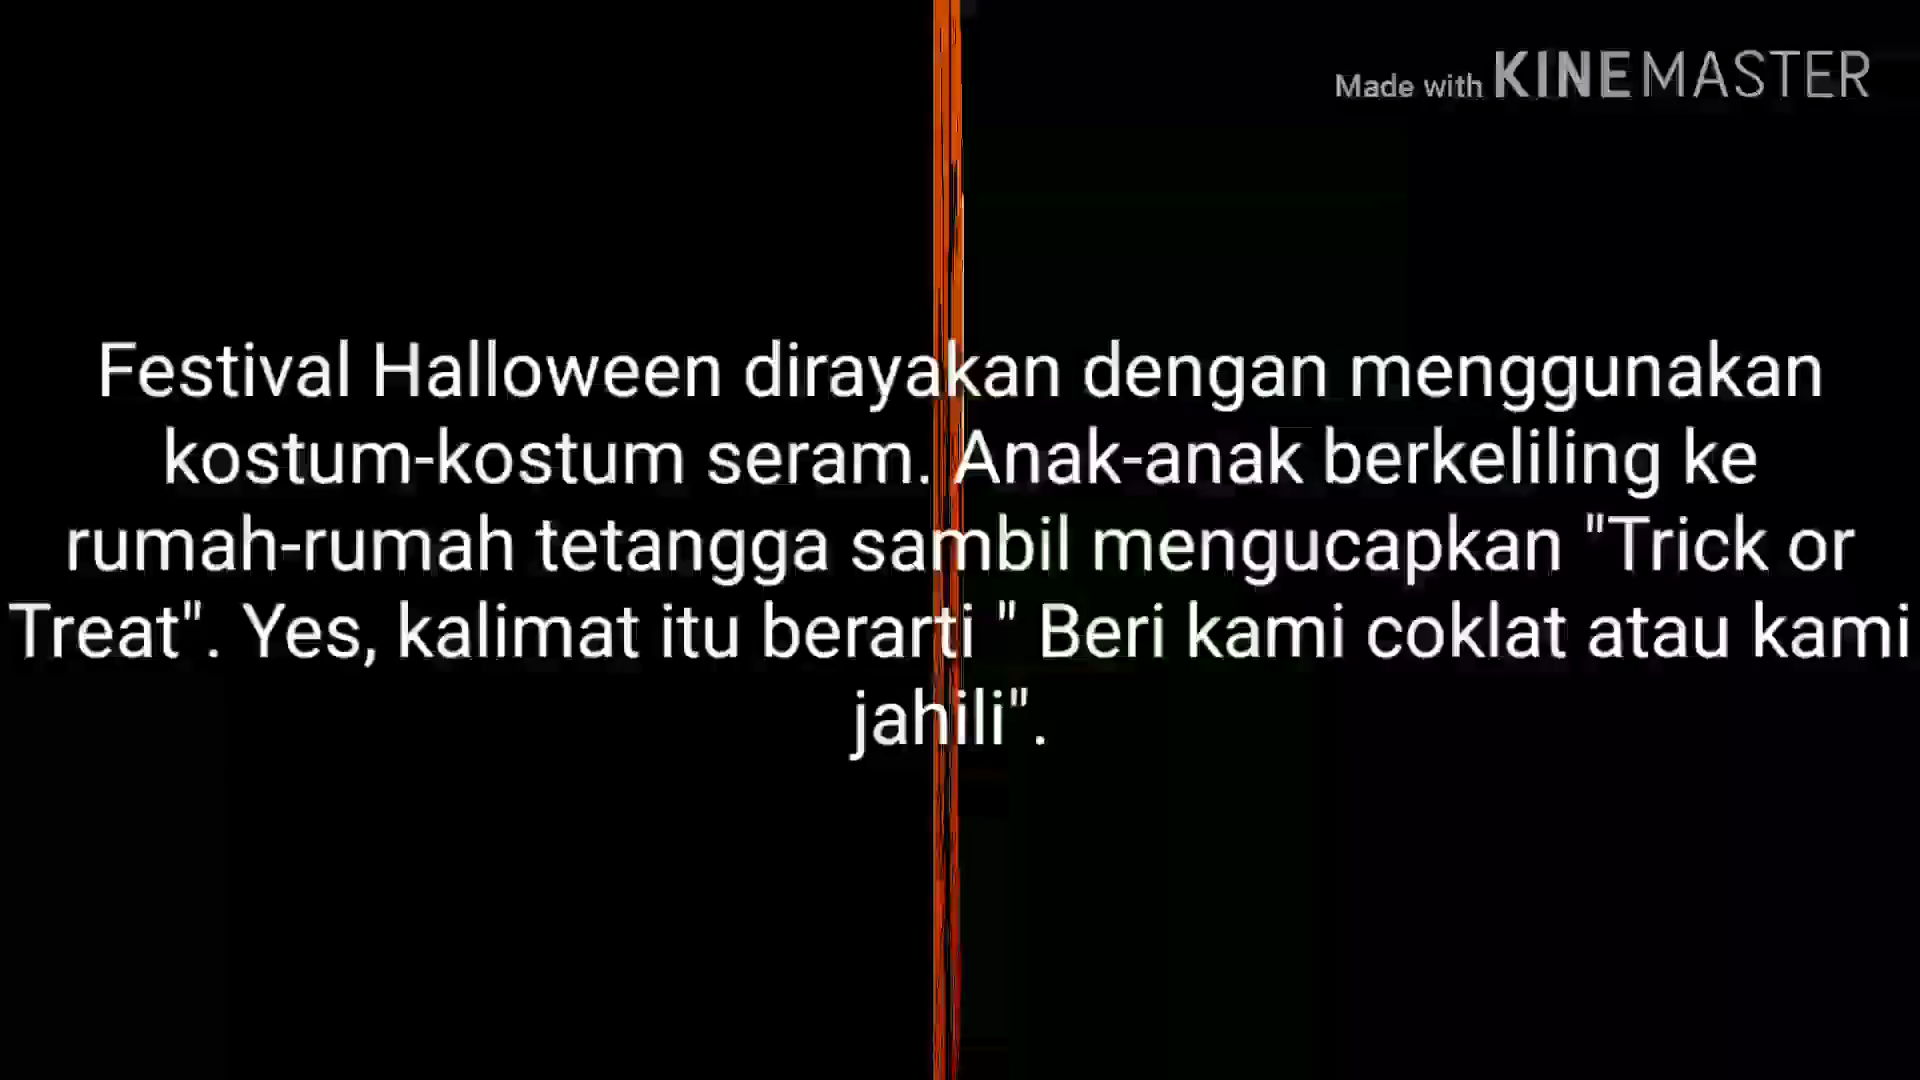 Made with KINEMASTER
Festival Halloween dirayakan dengan menggunakan
kostum-kostum seram. Anak-anak berkeliling ke
rumah-rumah tetangga sambil mengucapkan "Trick or
Treat". Yes, kalimat itu berarti " Beri kami coklat atau kami
jahili".